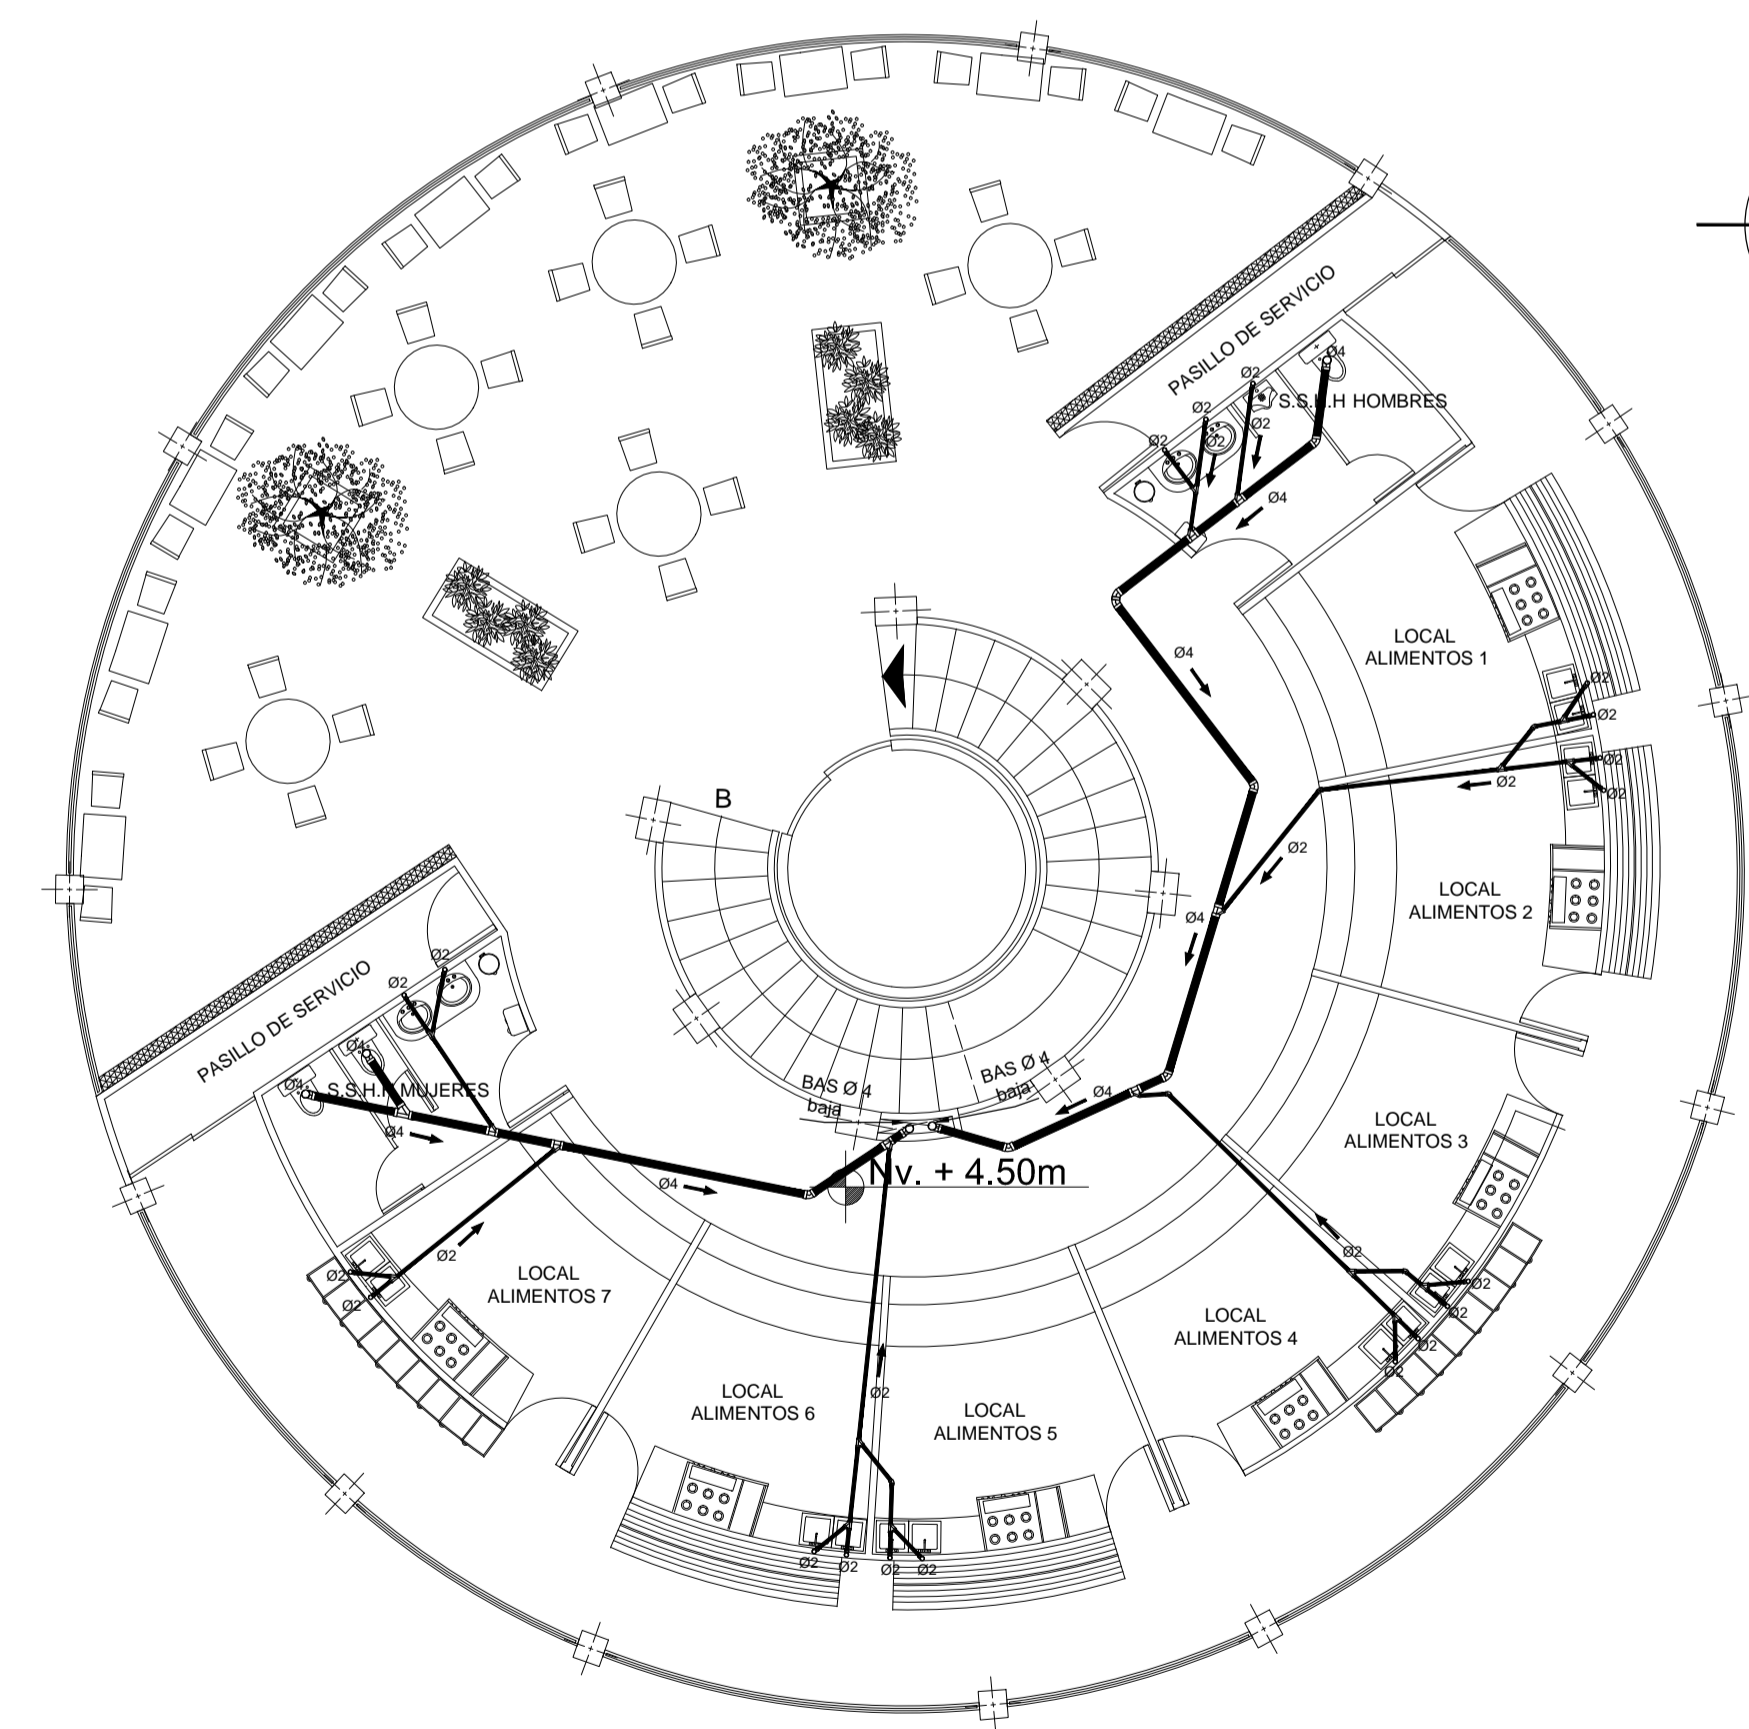 PASILLO DE SERVICIO
Ø4
Ø2
S.S.H.H HOMBRES
Ø2
Ø2
Ø2
Ø2
Ø4
LOCAL
ALIMENTOS 1
Ø4
Ø2
Ø2
Ø2
Ø2
Ø2
B
Ø2
LOCAL
ALIMENTOS 2
Ø4
Ø2
Ø2
PASILLO DE SERVICIO
Ø4
Ø4
S.S.H.H MUJERES
Ø4
BAS Ø 4
baja
BAS Ø 4
baja
Ø4
LOCAL
ALIMENTOS 3
Nv. + 4.50m
Ø4
Ø2
Ø2
Ø2
Ø2
LOCAL
ALIMENTOS 7
Ø2
Ø2
Ø2
LOCAL
ALIMENTOS 4
Ø2
Ø2
LOCAL
ALIMENTOS 6
Ø2
LOCAL
ALIMENTOS 5
Ø2
Ø2
Ø2
Ø2